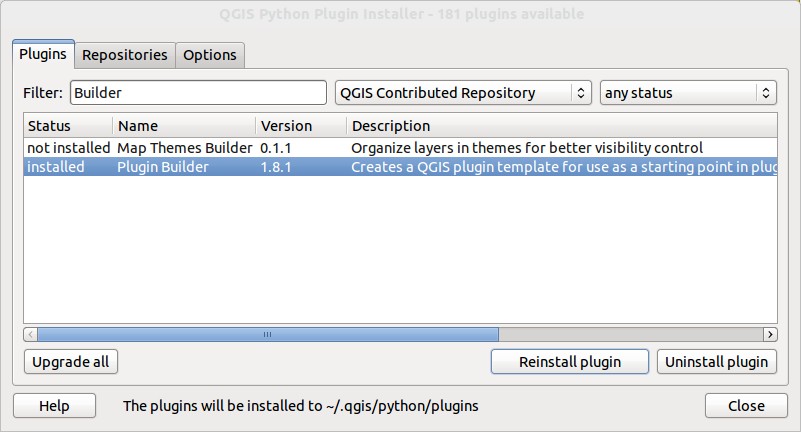 QGIS Python Plugin Installer - 181 plugins available
Plugins Repositories Options
Filter: Builder QGIS Contributed Repository any status
Status Name Version Description
not installed Map Themes Builder 0.1.1 Organize layers in themes for better visibility control
installed Plugin Builder 1.8.1 Creates a QGIS plugin template for use as a starting point in plug
Upgrade all Reinstall plugin Uninstall plugin
Help The plugins will be installed to ~/.qgis/python/plugins Close